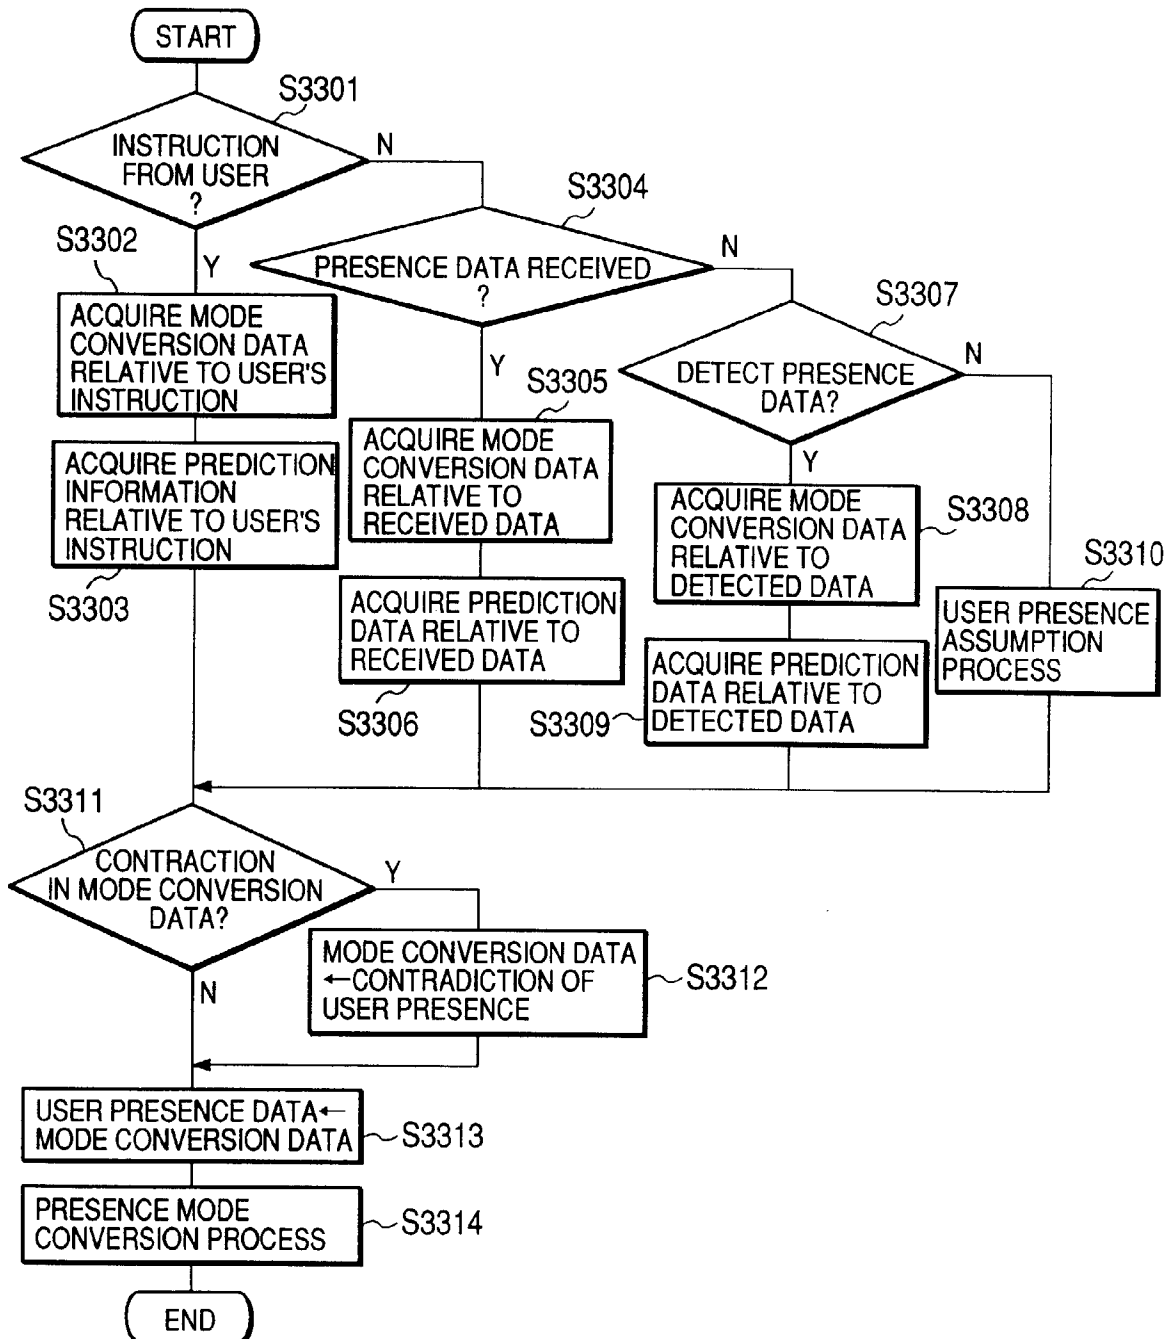 START
S3301
INSTRUCTION
FROM USER
?
N
Y
S3302
ACQUIRE MODE
CONVERSION DATA
RELATIVE TO USER'S
INSTRUCTION
ACQUIRE PREDICTION
INFORMATION
RELATIVE TO USER'S
INSTRUCTION
S3303
S3304
PRESENCE DATA RECEIVED
?
N
Y
S3305
ACQUIRE MODE
CONVERSION DATA
RELATIVE TO
RECEIVED DATA
ACQUIRE PREDICTION
DATA RELATIVE TO
RECEIVED DATA
S3306
S3307
DETECT PRESENCE
DATA?
N
Y
ACQUIRE MODE
CONVERSION DATA
RELATIVE TO
DETECTED DATA
S3308
ACQUIRE PREDICTION
DATA RELATIVE TO
DETECTED DATA
S3309
S3310
USER PRESENCE
ASSUMPTION
PROCESS
S3311
CONTRACTION
IN MODE CONVERSION
DATA?
Y
N
MODE CONVERSION DATA
←CONTRADICTION OF
USER PRESENCE
S3312
USER PRESENCE DATA←
MODE CONVERSION DATA
S3313
PRESENCE MODE
CONVERSION PROCESS
S3314
END